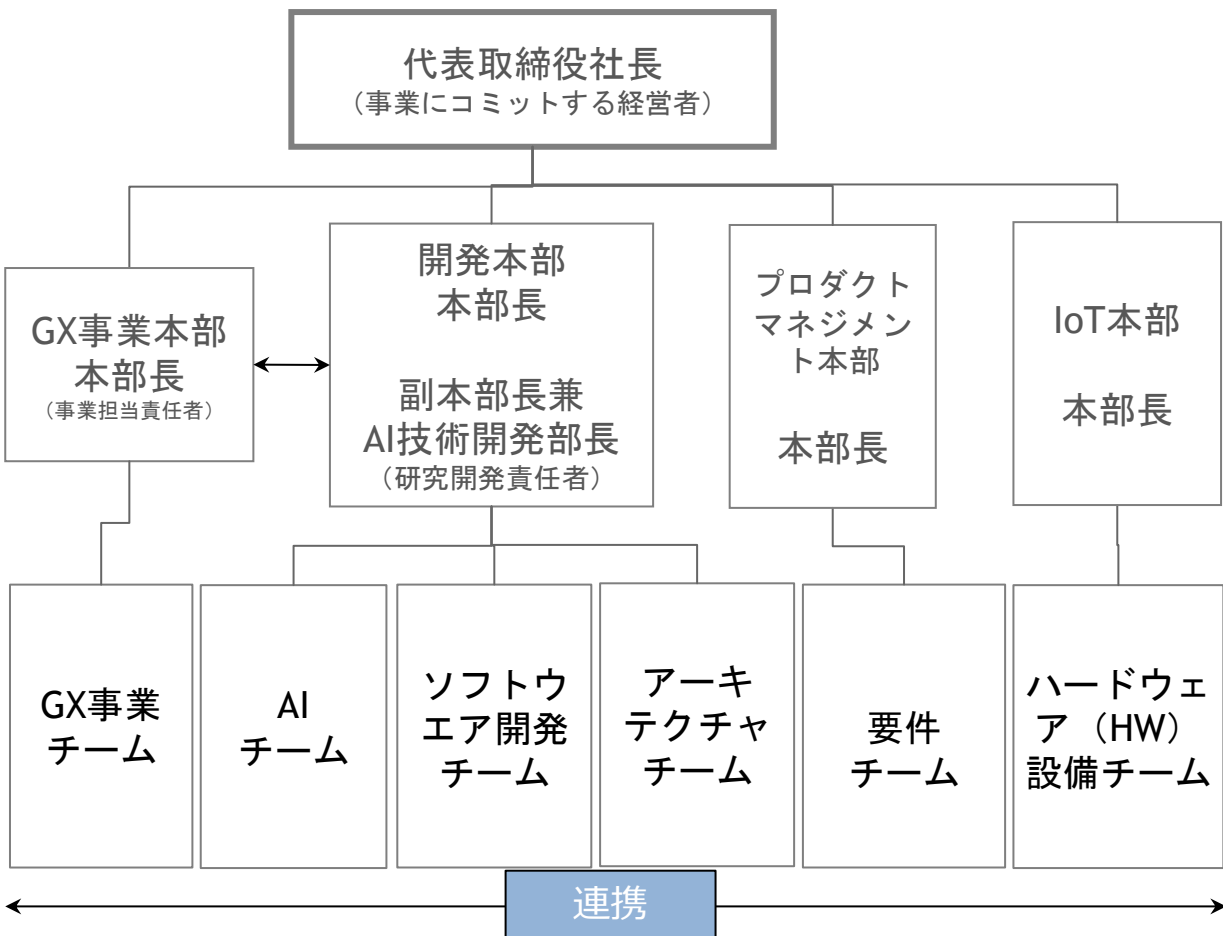 代表取締役社長
（事業にコミットする経営者）
GX事業本部
本部長
（事業担当責任者）
開発本部
本部長
副本部長兼
AI技術開発部長
（研究開発責任者）
プロダクト
マネジメン
ト本部
本部長
IoT本部
本部長
GX事業
チーム
AI
チーム
ソフトウ
エア開発
チーム
アーキ
テクチャ
チーム
要件
チーム
ハードウェ
ア（HW）
設備チーム
連携